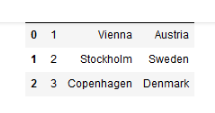 0 1 Vienna Austria
1 2 Stockholm Sweden
2 3 Copenhagen Denmark